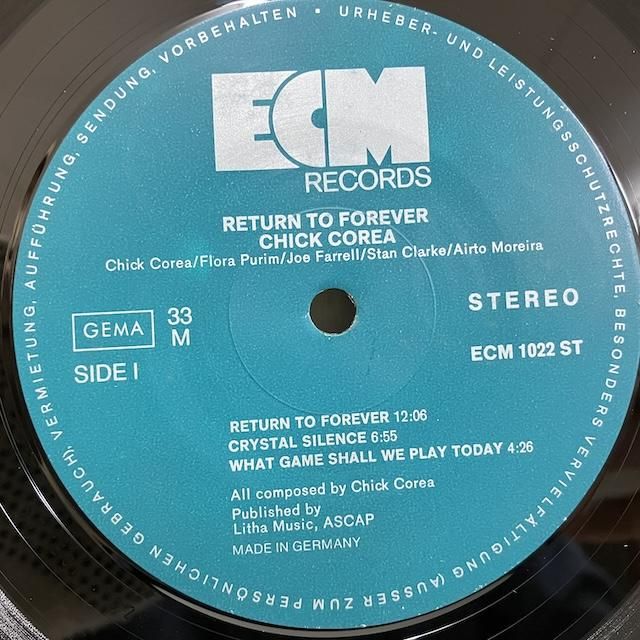 URHEBER- UND LEISTUNGSSCHUTZRECHTE, BESONDERS VERVIELFÄLTIGUNG (AUSSER ZUM PERSÖNLICHEN GEBRAUCH), VERMIETUNG, AUFFÜHRUNG, SENDUNG, VORBEHALTEN •
ECM
RECORDS
RETURN TO FOREVER
CHICK COREA
Chick Corea/Flora Purim/Joe Farrell/Stan Clarke/Airto Moreira
GEMA
33
M
SIDE I
STEREO
ECM 1022 ST
RETURN TO FOREVER 12:06
CRYSTAL SILENCE 6:55
WHAT GAME SHALL WE PLAY TODAY 4:26
All composed by Chick Corea
Published by
Litha Music, ASCAP
MADE IN GERMANY